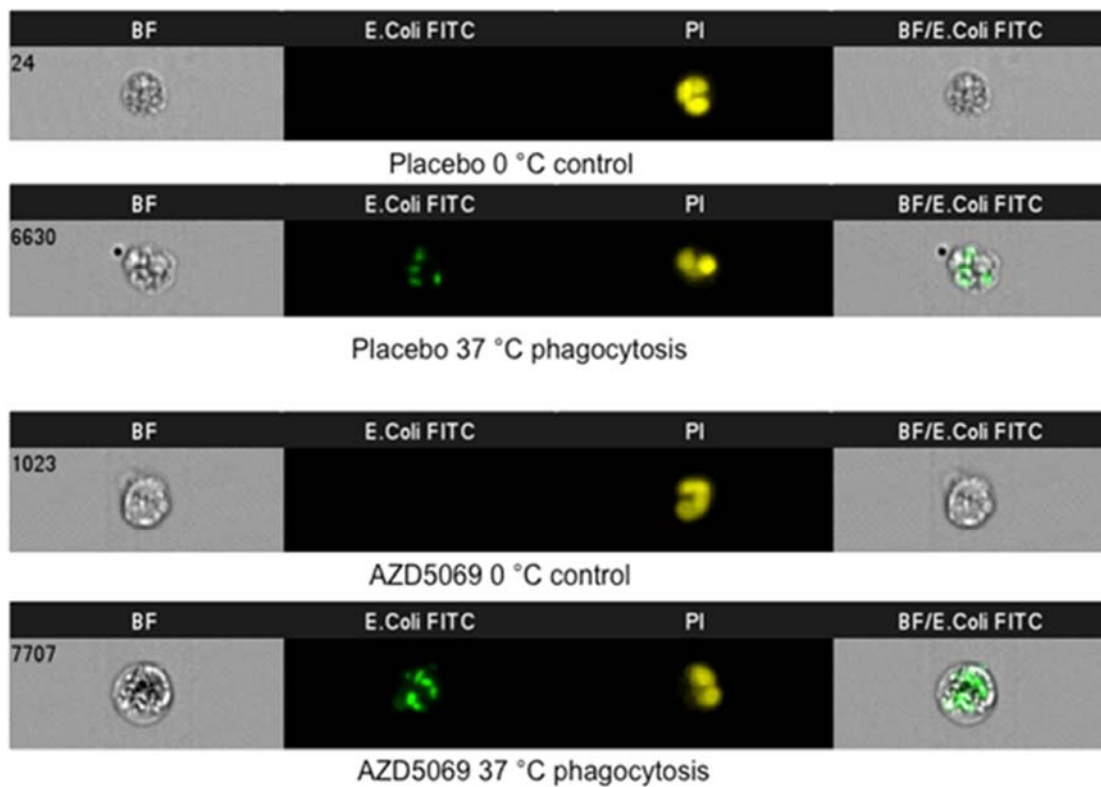 BF E.Coli FITC PI BF/E.Coli FITC
24
Placebo 0 °C control
BF E.Coli FITC PI BF/E.Coli FITC
6630
Placebo 37 °C phagocytosis
BF E.Coli FITC PI BF/E.Coli FITC
1023
AZD5069 0 °C control
BF E.Coli FITC PI BF/E.Coli FITC
7707
AZD5069 37 °C phagocytosis